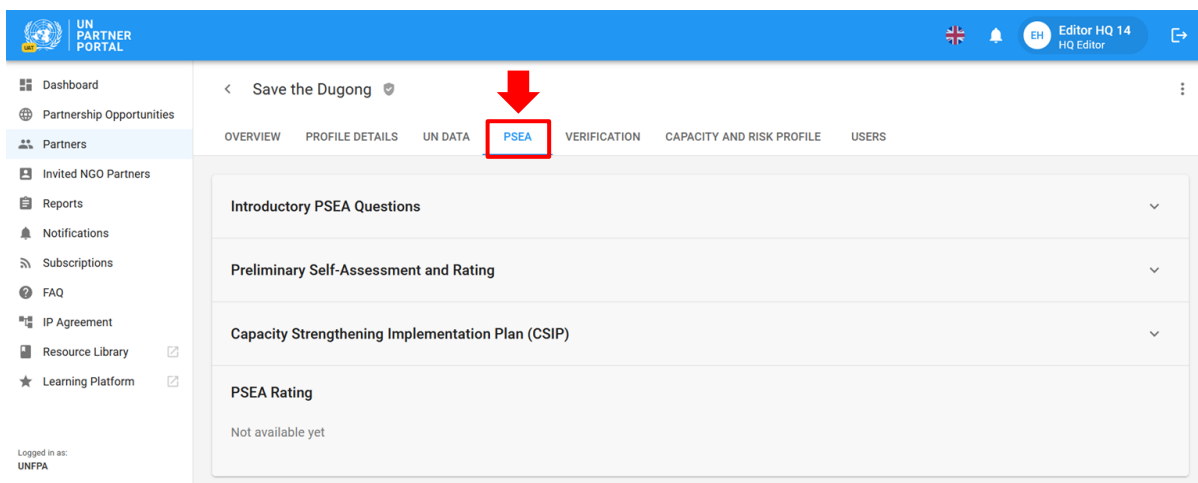 UN
PARTNER
PORTAL
UAT
EH
Editor HQ 14
HQ Editor
Dashboard
Partnership Opportunities
Partners
Invited NGO Partners
Reports
Notifications
Subscriptions
FAQ
IP Agreement
Resource Library
Learning Platform
Logged in as:
UNFPA
Save the Dugong
OVERVIEW PROFILE DETAILS UN DATA PSEA VERIFICATION CAPACITY AND RISK PROFILE USERS
Introductory PSEA Questions
Preliminary Self-Assessment and Rating
Capacity Strengthening Implementation Plan (CSIP)
PSEA Rating
Not available yet